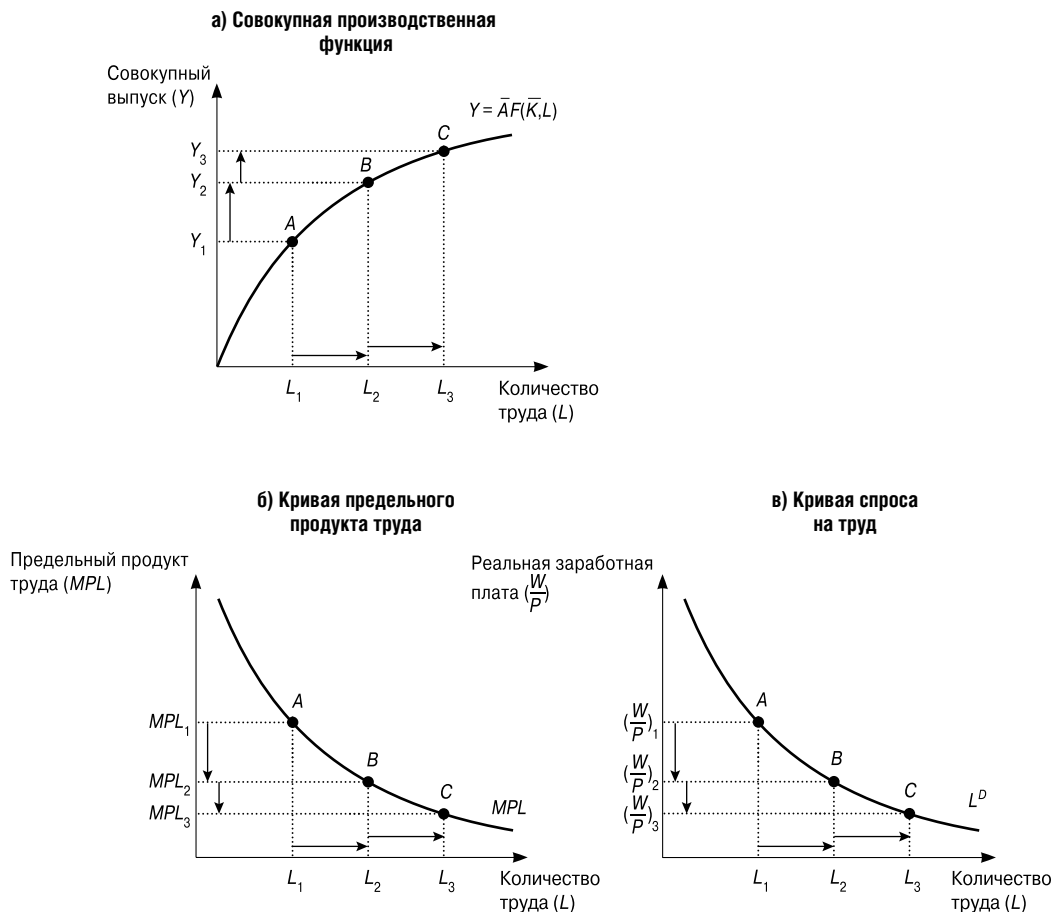 а) Совокупная производственная
функция
Совокупный
выпуск (Y)
Y = A̅F(K̅,L)
C
Y₃
B
Y₂
A
Y₁
L₁ L₂ L₃ Количество
труда (L)
б) Кривая предельного
продукта труда
Предельный продукт
труда (MPL)
A
MPL₁
B
MPL₂
C
MPL₃
MPL
L₁ L₂ L₃ Количество
труда (L)
в) Кривая спроса
на труд
Реальная заработная
плата (W/P)
A
(W/P)₁
B
(W/P)₂
C
(W/P)₃
Lᴰ
L₁ L₂ L₃ Количество
труда (L)